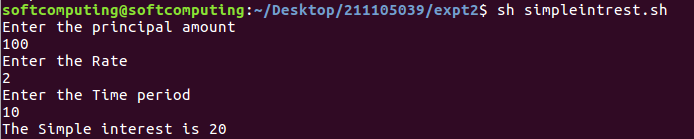 softcomputing@softcomputing:~/Desktop/211105039/expt2$ sh simpleintrest.sh
Enter the principal amount
100
Enter the Rate
2
Enter the Time period
10
The Simple interest is 20